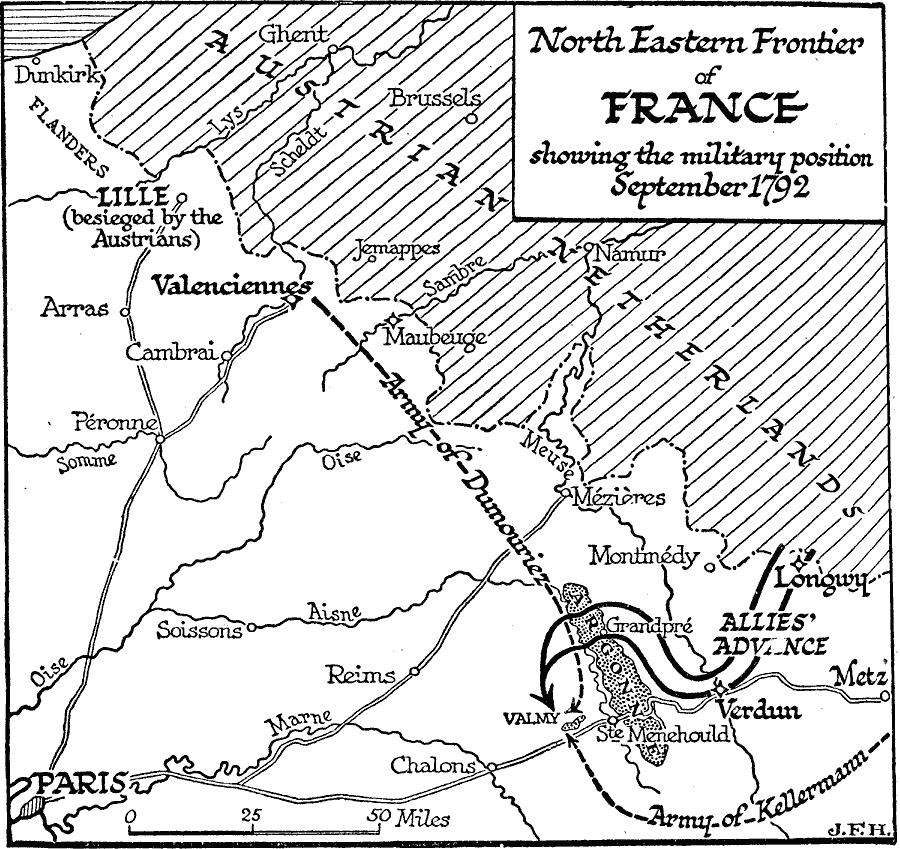 North Eastern Frontier
of
FRANCE
showing the military position
September 1792
AUSTRIAN NETHERLANDS
Ghent
Dunkirk
Brussels
FLANDERS
Lys
Scheldt
LILLE
(besieged by the
Austrians)
Jemappes
Sambre
Namur
Valenciennes
Arras
Maubeuge
Cambrai
Army-of-Dumouriez
Péronne
Somme
Oise
Meuse
Mézières
Montmédy
Longwy
ARGONNE
Grandpré
ALLIES'
ADVANCE
Aisne
Soissons
Oise
Reims
Metz
VALMY
Verdun
Marne
Ste Menehould
Chalons
PARIS
Army-of-Kellermann
0 25 50 Miles
J.F.H.